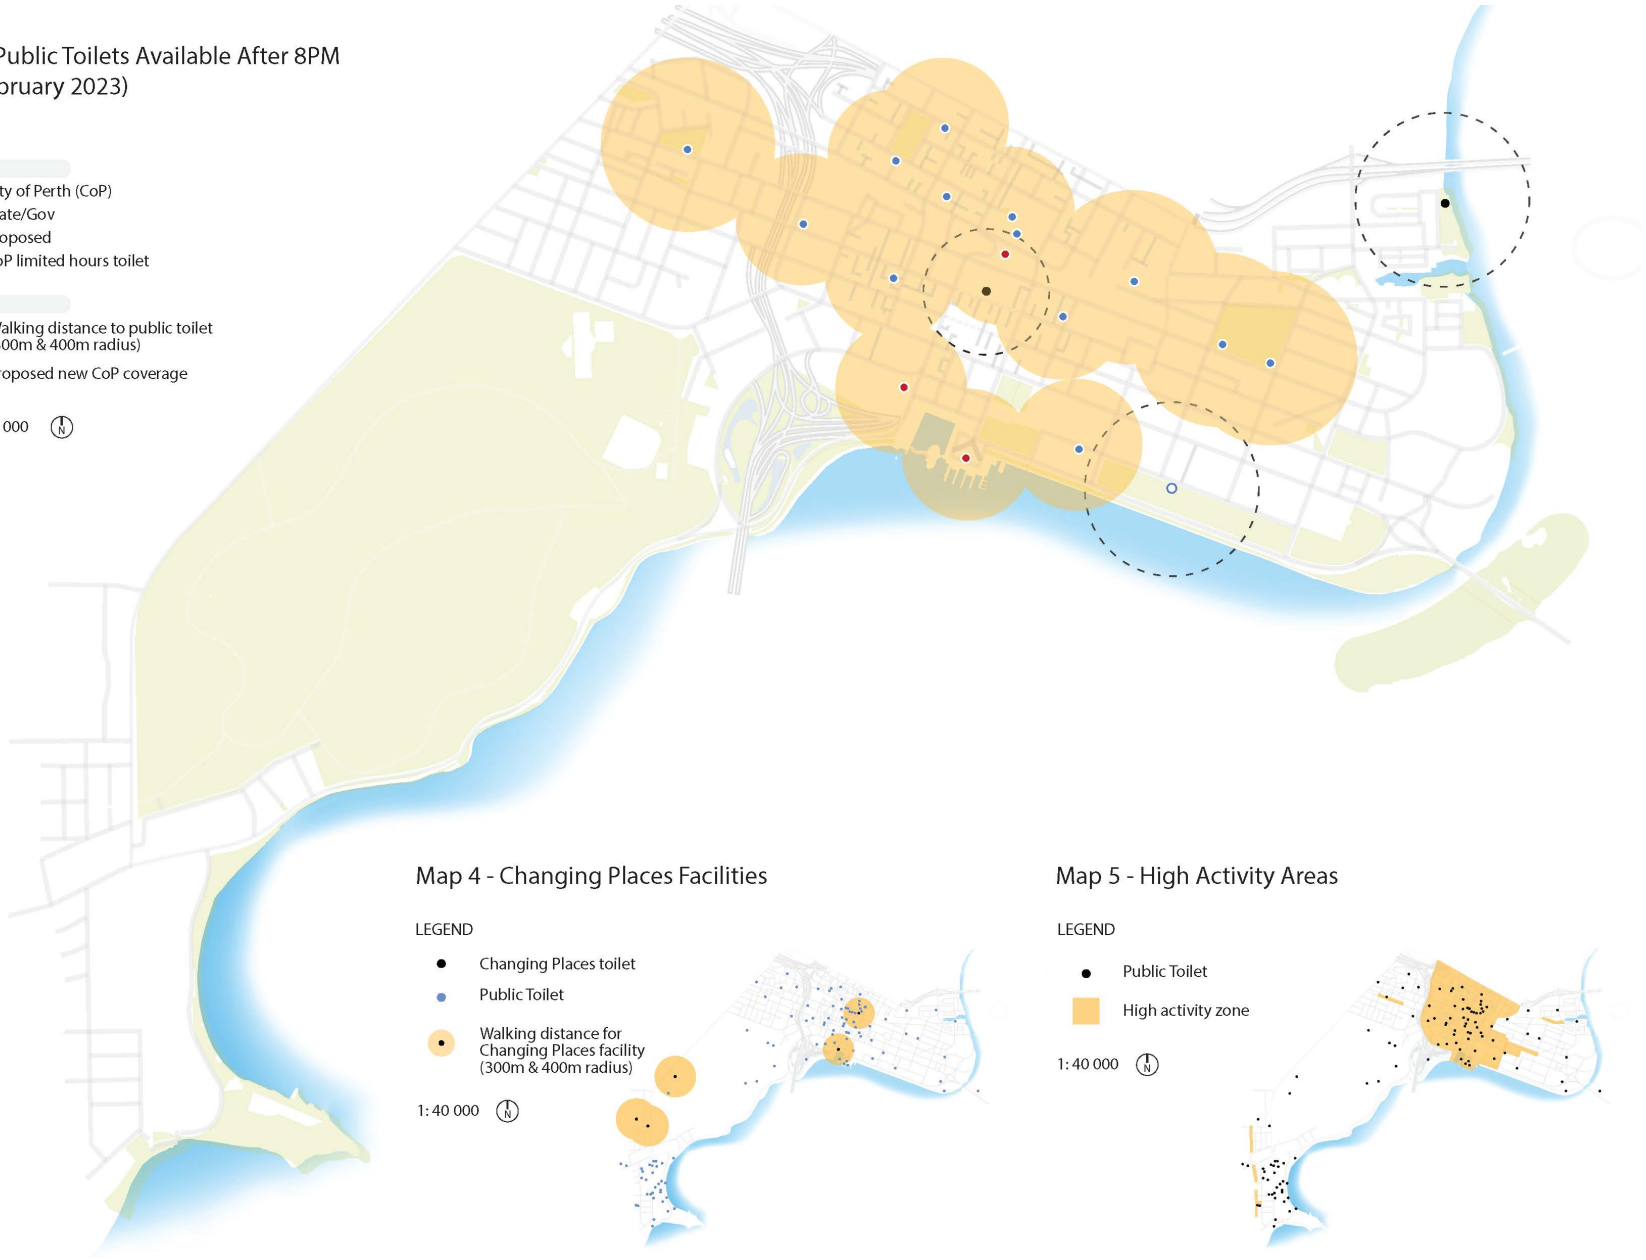 Public Toilets Available After 8PM
bruary 2023)
ty of Perth (CoP)
ate/Gov
oposed
oP limited hours toilet
alking distance to public toilet
00m & 400m radius)
roposed new CoP coverage
000
N
Map 4 - Changing Places Facilities
LEGEND
Changing Places toilet
Public Toilet
Walking distance for
Changing Places facility
(300m & 400m radius)
1: 40 000
N
Map 5 - High Activity Areas
LEGEND
Public Toilet
High activity zone
1: 40 000
N